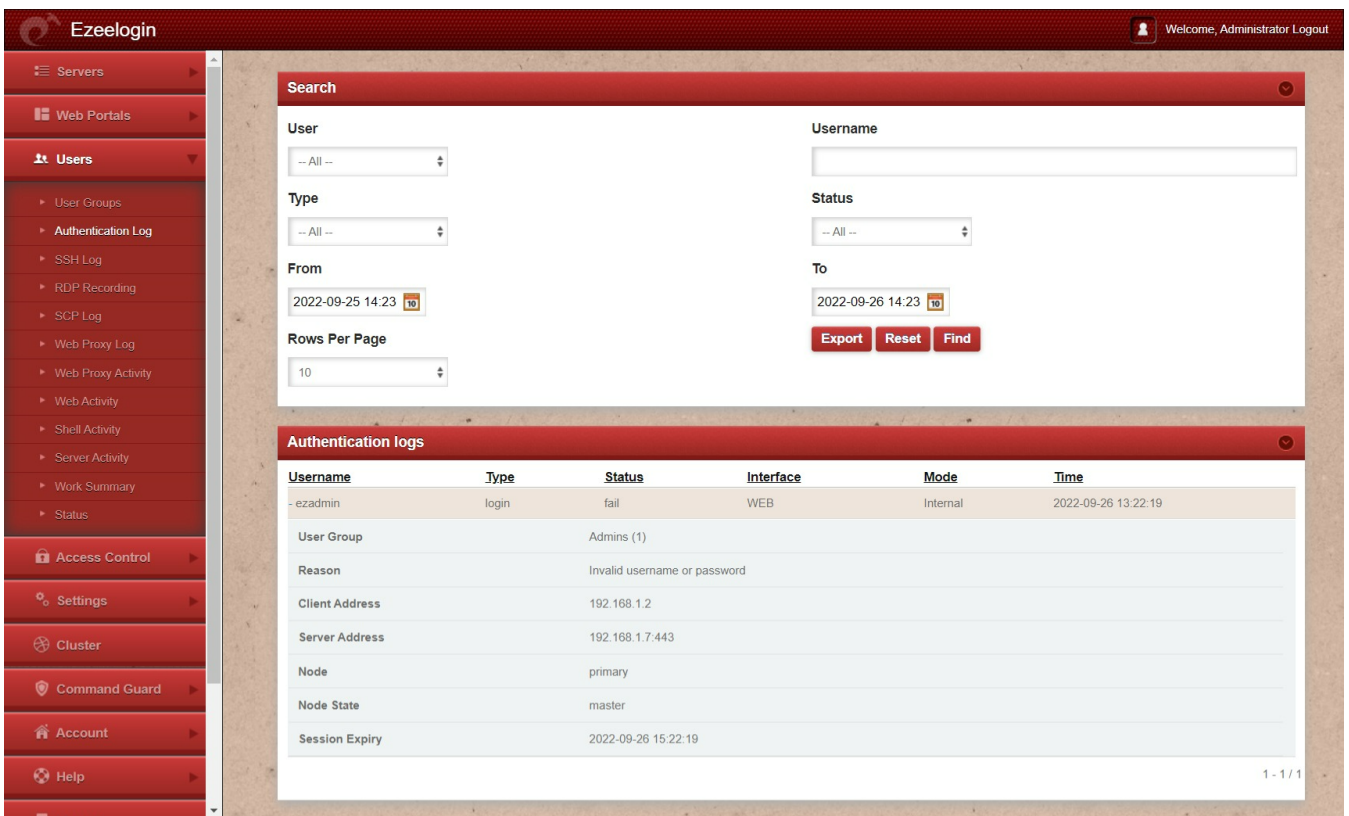 Ezeelogin
Welcome, Administrator Logout
Servers
Web Portals
Users
User Groups
Authentication Log
SSH Log
RDP Recording
SCP Log
Web Proxy Log
Web Proxy Activity
Web Activity
Shell Activity
Server Activity
Work Summary
Status
Access Control
Settings
Cluster
Command Guard
Account
Help
Search
User Username
-- All --
Type Status
-- All -- -- All --
From To
2022-09-25 14:23 10 2022-09-26 14:23 10
Rows Per Page Export Reset Find
10
Authentication logs
Username Type Status Interface Mode Time
- ezadmin login fail WEB Internal 2022-09-26 13:22:19
User Group Admins (1)
Reason Invalid username or password
Client Address 192.168.1.2
Server Address 192.168.1.7:443
Node primary
Node State master
Session Expiry 2022-09-26 15:22:19
1 - 1 / 1